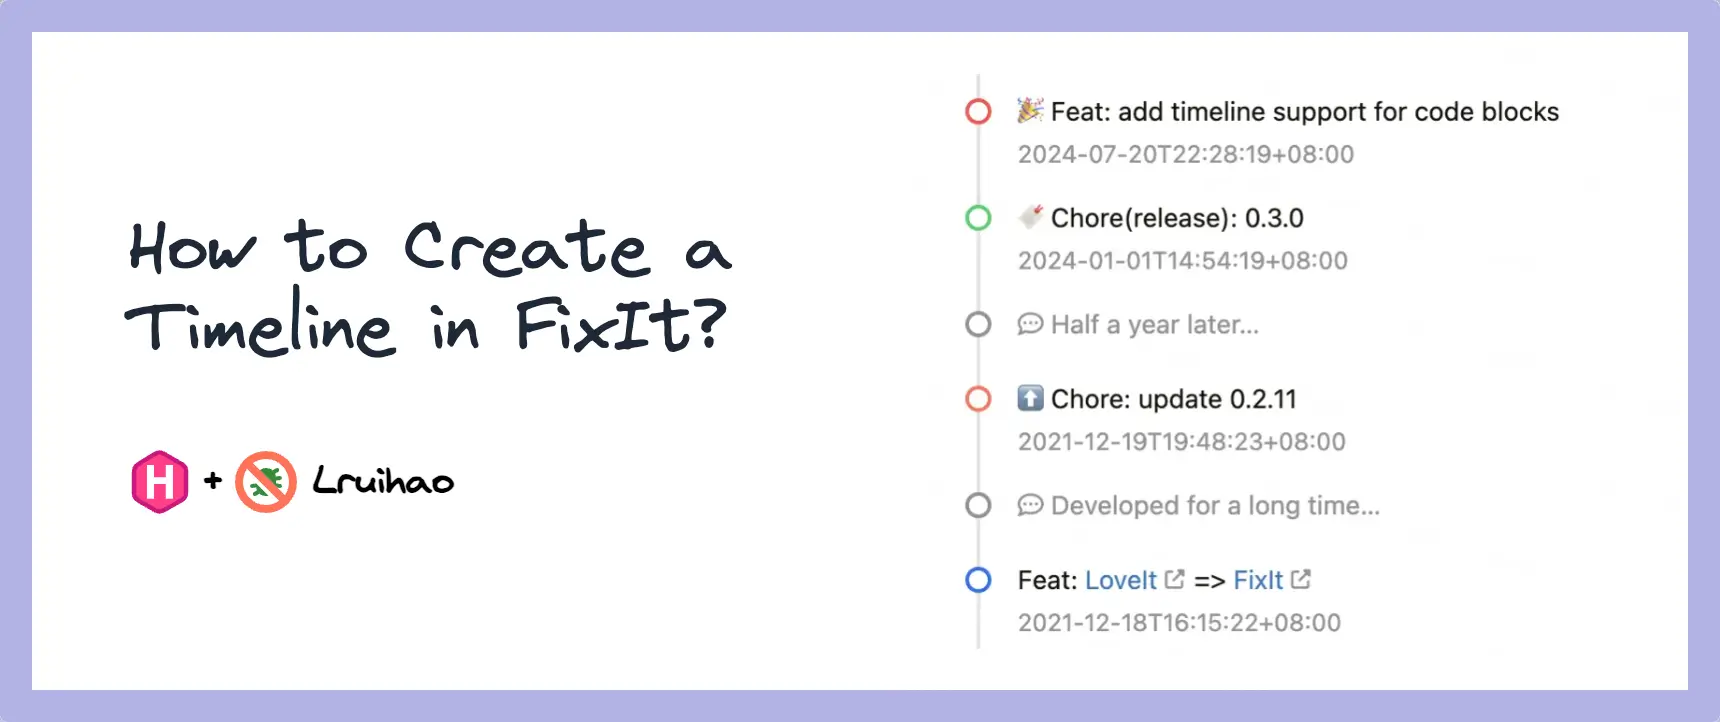 How to Create a
Timeline in FixIt?
H + Lruihao
🎉 Feat: add timeline support for code blocks
2024-07-20T22:28:19+08:00
Chore(release): 0.3.0
2024-01-01T14:54:19+08:00
Half a year later...
⬆️ Chore: update 0.2.11
2021-12-19T19:48:23+08:00
Developed for a long time...
Feat: LoveIt => FixIt
2021-12-18T16:15:22+08:00